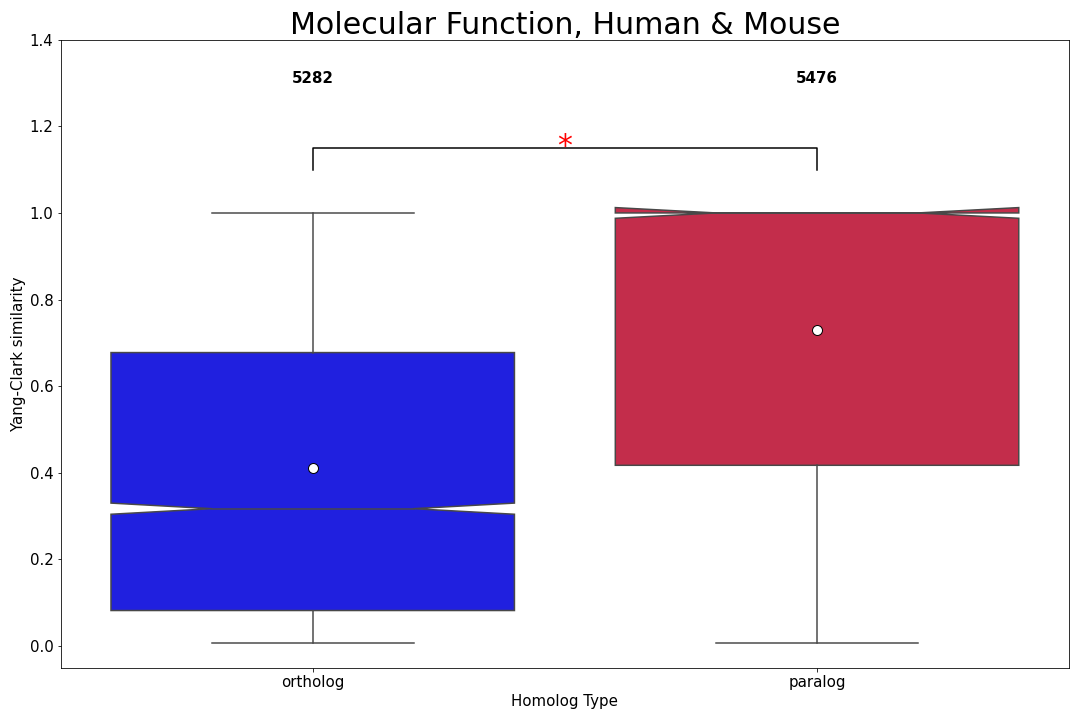 Molecular Function, Human & Mouse
1.4
1.2
1.0
0.8
0.6
0.4
0.2
0.0
Yang-Clark similarity
5282
5476
*
ortholog
paralog
Homolog Type